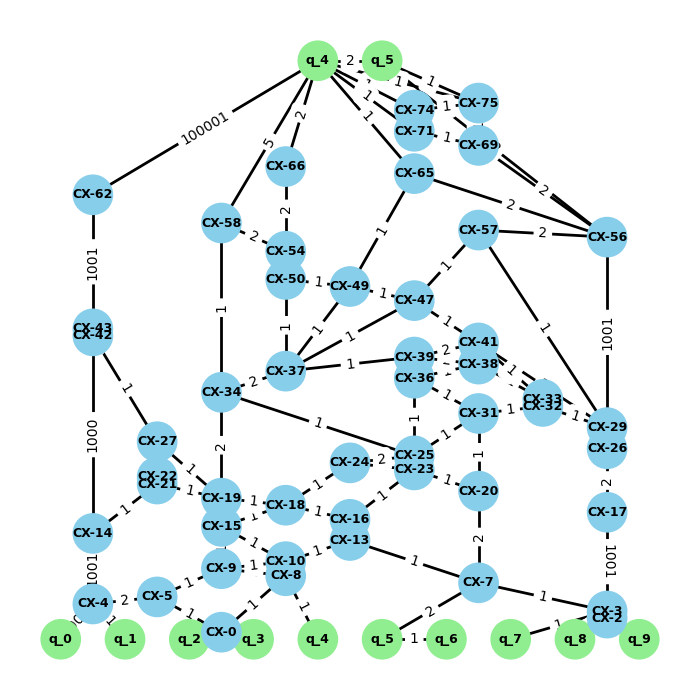 q_4 2 q_5
1 1
CX-74 1 CX-75
100001 1
5 2 1 CX-71 1 CX-69
CX-66 CX-65 2
CX-62
2 2
CX-58 CX-57 2 CX-56
2 CX-54 1
1001 CX-50 1 CX-49 1 CX-47 1
1 1 1 1 1 1001
CX-43 1
CX-42 CX-41
CX-39 2 1
CX-37 1 CX-38
2 CX-36
1 CX-34 1 CX-33
CX-32 1
1 CX-31 1 CX-29
1000 1 1
CX-27 2 CX-26
1 CX-25 1
CX-24 2 CX-23
CX-22 2
CX-21 1 1 1 CX-20
CX-19 1 CX-18 1
1 CX-15 1 1 CX-16 CX-17
CX-14 1 CX-13 2
1 1
1001 CX-9 1 CX-10 1001
CX-8 CX-7
1 1
CX-4 2 CX-5 1 1 2 CX-3
CX-2
1 CX-0 1
q_0 q_1 q_2 q_3 q_4 q_5 1 q_6 q_7 q_8 q_9